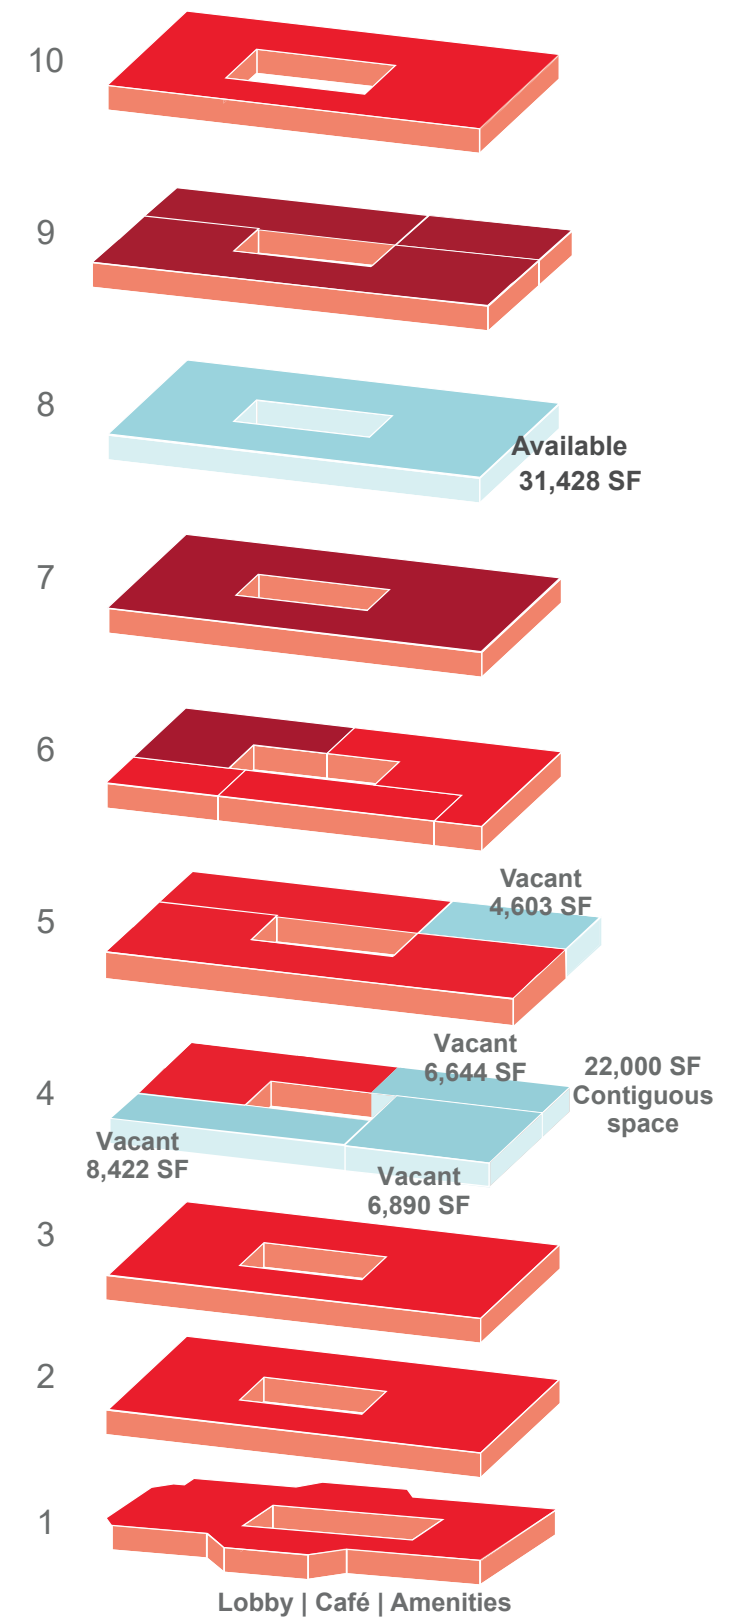 10
9
8
Available
31,428 SF
7
6
Vacant
4,603 SF
5
Vacant
6,644 SF
22,000 SF
Contiguous
space
4
Vacant
8,422 SF
Vacant
6,890 SF
3
2
1
Lobby | Café | Amenities